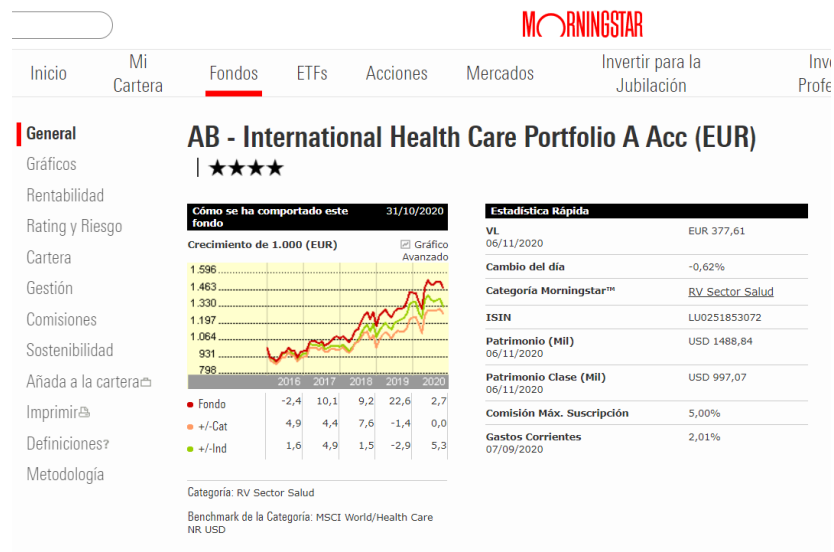 MORNINGSTAR
Inicio
Mi
Cartera
Fondos
ETFs
Acciones
Mercados
Invertir para la
Jubilación
Inv
Profe
General
Gráficos
Rentabilidad
Rating y Riesgo
Cartera
Gestión
Comisiones
Sostenibilidad
Añada a la cartera
Imprimir
Definiciones?
Metodología
AB - International Health Care Portfolio A Acc (EUR)
| ★★★★
Cómo se ha comportado este 31/10/2020
fondo
Crecimiento de 1.000 (EUR) Gráfico
Avanzado
1.596
1.463
1.330
1.197
1.064
931
798
2016 2017 2018 2019 2020
Fondo -2,4 10,1 9,2 22,6 2,7
+/-Cat 4,9 4,4 7,6 -1,4 0,0
+/-Ind 1,6 4,9 1,5 -2,9 5,3
Categoría: RV Sector Salud
Benchmark de la Categoría: MSCI World/Health Care
NR USD
Estadística Rápida
VL EUR 377,61
06/11/2020
Cambio del día -0,62%
Categoría Morningstar™ RV Sector Salud
ISIN LU0251853072
Patrimonio (Mil) USD 1488,84
06/11/2020
Patrimonio Clase (Mil) USD 997,07
06/11/2020
Comisión Máx. Suscripción 5,00%
Gastos Corrientes 2,01%
07/09/2020